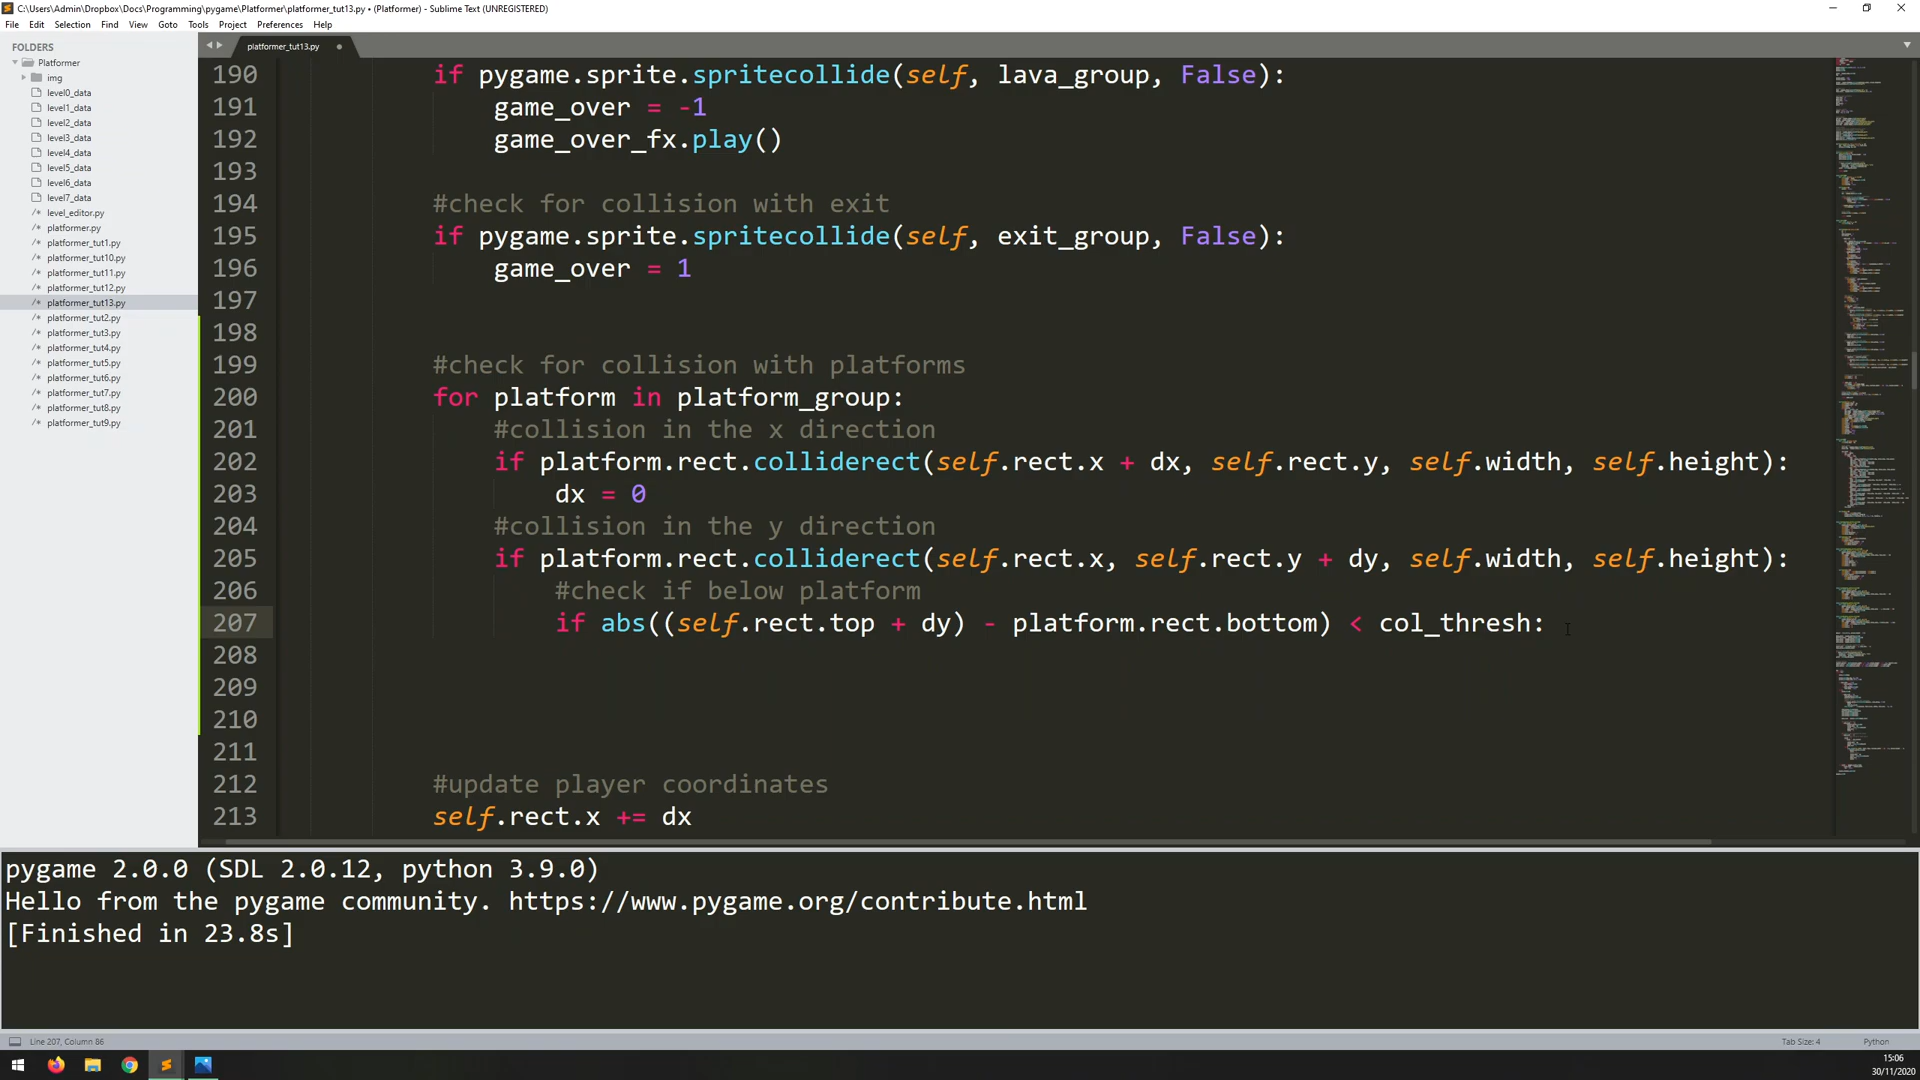 C:\Users\Admin\Dropbox\Docs\Programming\pygame\Platformer\platformer_tut13.py • (Platformer) - Sublime Text (UNREGISTERED)
File Edit Selection Find View Goto Tools Project Preferences Help
FOLDERS
Platformer
img
level0_data
level1_data
level2_data
level3_data
level4_data
level5_data
level6_data
level7_data
level_editor.py
platformer.py
platformer_tut1.py
platformer_tut10.py
platformer_tut11.py
platformer_tut12.py
platformer_tut13.py
platformer_tut2.py
platformer_tut3.py
platformer_tut4.py
platformer_tut5.py
platformer_tut6.py
platformer_tut7.py
platformer_tut8.py
platformer_tut9.py
platformer_tut13.py
190 if pygame.sprite.spritecollide(self, lava_group, False):
191 game_over = -1
192 game_over_fx.play()
193
194 #check for collision with exit
195 if pygame.sprite.spritecollide(self, exit_group, False):
196 game_over = 1
197
198
199 #check for collision with platforms
200 for platform in platform_group:
201 #collision in the x direction
202 if platform.rect.colliderect(self.rect.x + dx, self.rect.y, self.width, self.height):
203 dx = 0
204 #collision in the y direction
205 if platform.rect.colliderect(self.rect.x, self.rect.y + dy, self.width, self.height):
206 #check if below platform
207 if abs((self.rect.top + dy) - platform.rect.bottom) < col_thresh:
208
209
210
211
212 #update player coordinates
213 self.rect.x += dx
pygame 2.0.0 (SDL 2.0.12, python 3.9.0)
Hello from the pygame community. https://www.pygame.org/contribute.html
[Finished in 23.8s]
Line 207, Column 86
Tab Size: 4
Python
15:06
30/11/2020